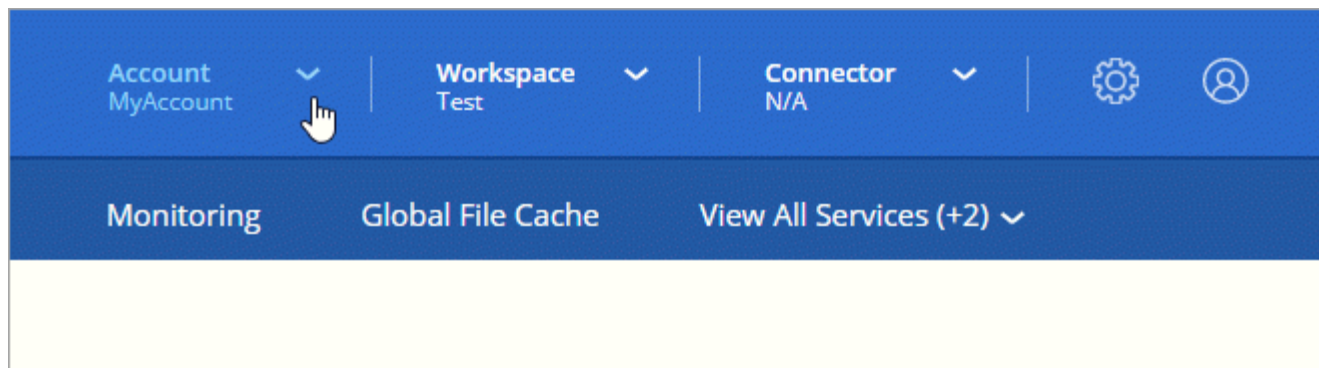 Account
MyAccount
Workspace
Test
Connector
N/A
Monitoring
Global File Cache
View All Services (+2)